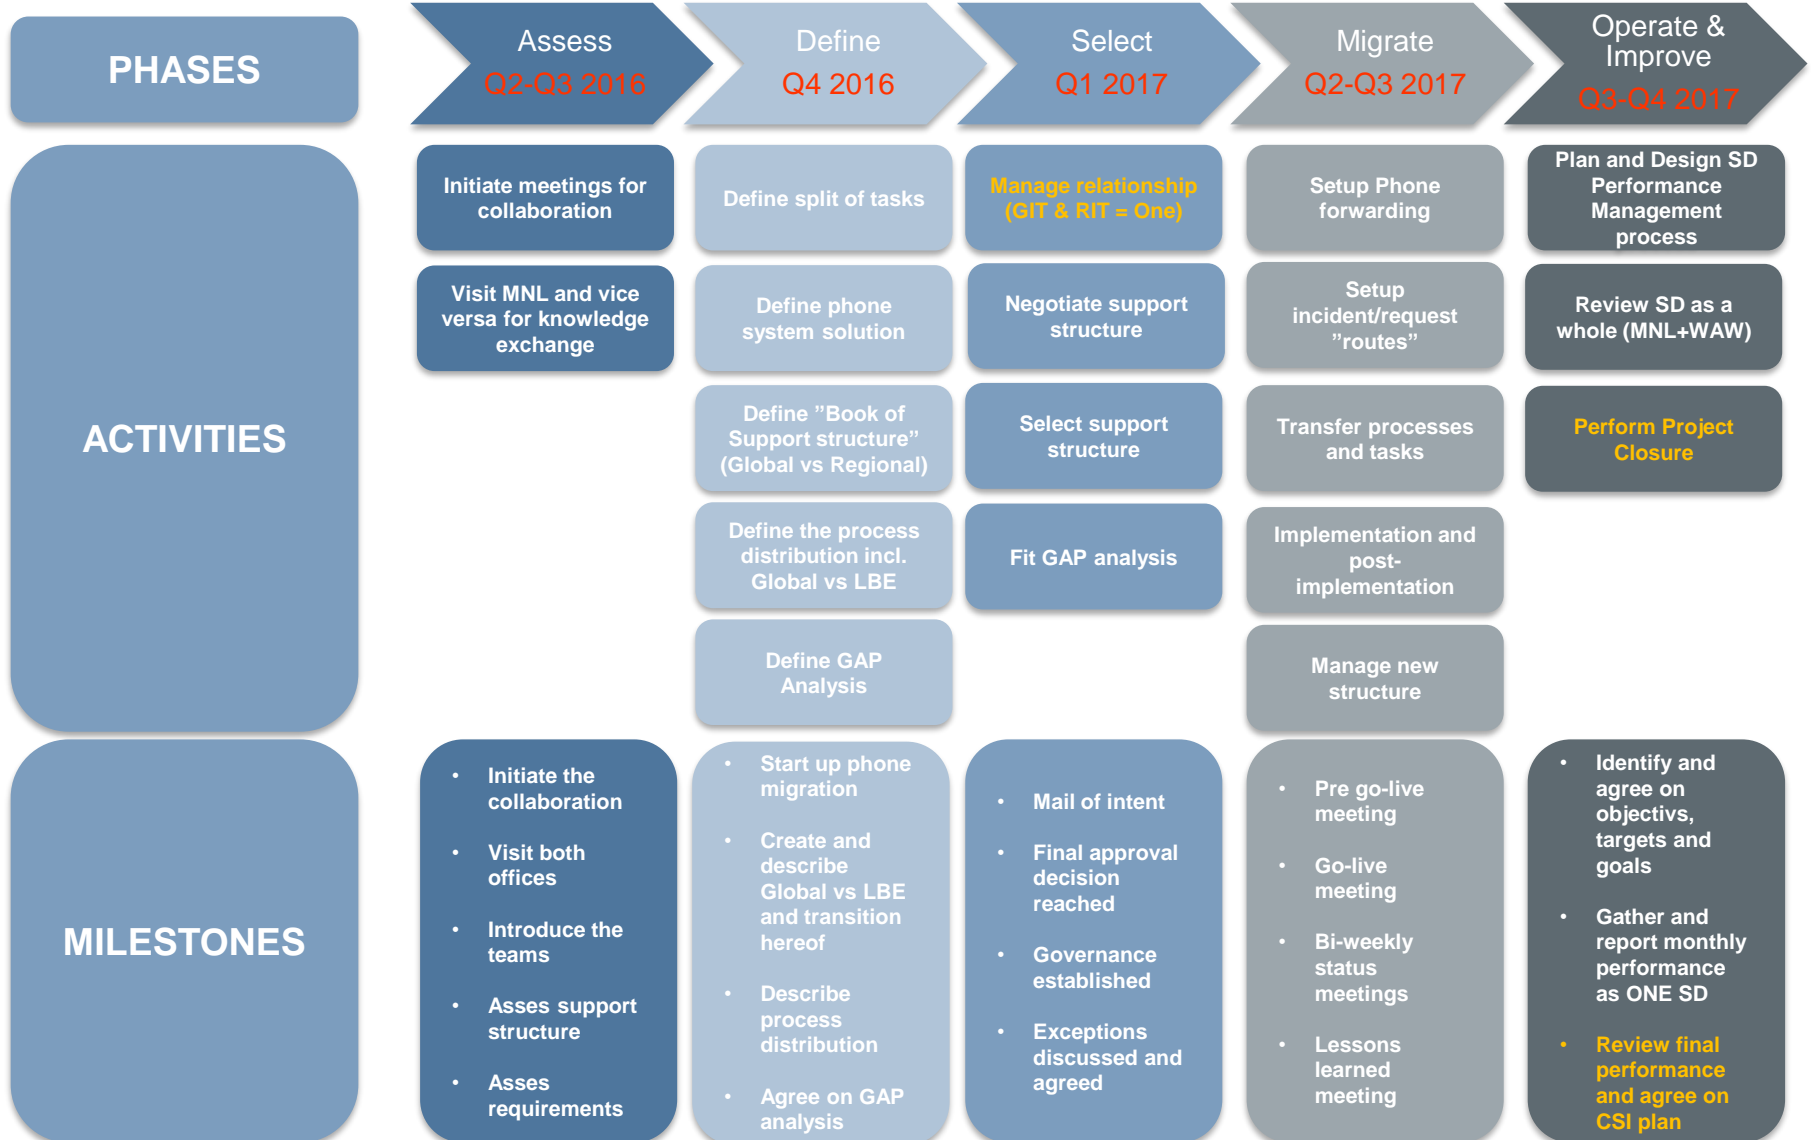 PHASES
Assess
Q2-Q3 2016
Define
Q4 2016
Select
Q1 2017
Migrate
Q2-Q3 2017
Operate &
Improve
Q3-Q4 2017
ACTIVITIES
Initiate meetings for
collaboration
Visit MNL and vice
versa for knowledge
exchange
Define split of tasks
Define phone
system solution
Define ”Book of
Support structure”
(Global vs Regional)
Define the process
distribution incl.
Global vs LBE
Define GAP
Analysis
Manage relationship
(GIT & RIT = One)
Negotiate support
structure
Select support
structure
Fit GAP analysis
Setup Phone
forwarding
Setup
incident/request
”routes”
Transfer processes
and tasks
Implementation and
post-
implementation
Manage new
structure
Plan and Design SD
Performance
Management
process
Review SD as a
whole (MNL+WAW)
Perform Project
Closure
MILESTONES
• Initiate the
collaboration
• Visit both
offices
• Introduce the
teams
• Asses support
structure
• Asses
requirements
• Start up phone
migration
• Create and
describe
Global vs LBE
and transition
hereof
• Describe
process
distribution
• Agree on GAP
analysis
• Mail of intent
• Final approval
decision
reached
• Governance
established
• Exceptions
discussed and
agreed
• Pre go-live
meeting
• Go-live
meeting
• Bi-weekly
status
meetings
• Lessons
learned
meeting
• Identify and
agree on
objectivs,
targets and
goals
• Gather and
report monthly
performance
as ONE SD
• Review final
performance
and agree on
CSI plan